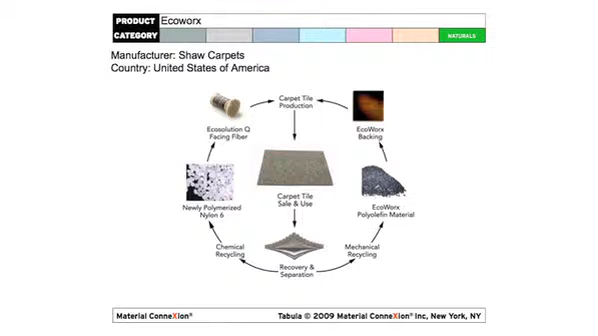 PRODUCT Ecoworx
CATEGORY
NATURALS
Manufacturer: Shaw Carpets
Country: United States of America
Carpet Tile
Production
Ecosolution Q
Facing Fiber
EcoWorx
Backing
Carpet Tile
Sale & Use
Newly Polymerized
Nylon 6
EcoWorx
Polyolefin Material
Chemical
Recycling
Mechanical
Recycling
Recovery &
Separation
Material ConneXion® Tabula © 2009 Material ConneXion® Inc, New York, NY